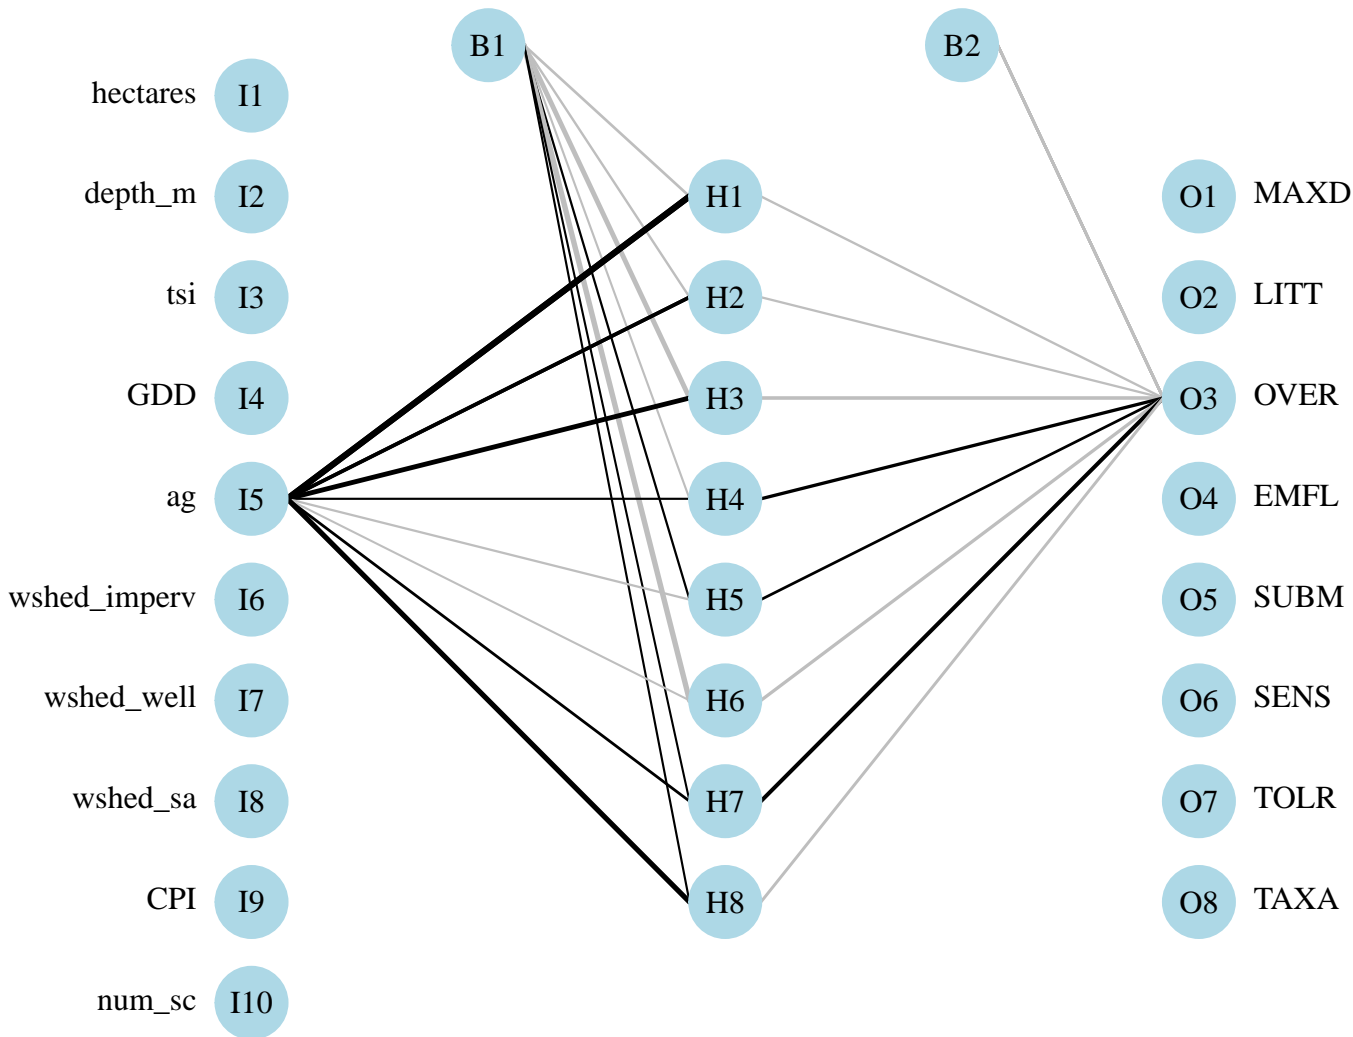 B1 B2
hectares I1
depth_m I2 H1 O1 MAXD
tsi I3 H2 O2 LITT
GDD I4 H3 O3 OVER
ag I5 H4 O4 EMFL
wshed_imperv I6 H5 O5 SUBM
wshed_well I7 H6 O6 SENS
wshed_sa I8 H7 O7 TOLR
CPI I9 H8 O8 TAXA
num_sc I10